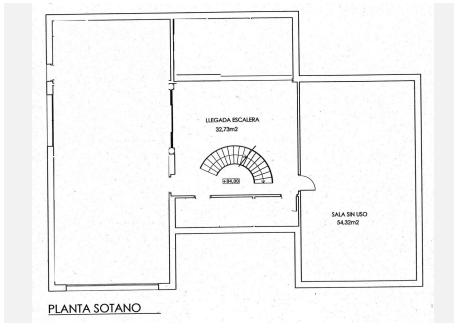 LLEGADA ESCALERA
32,73m2
SALA SIN USO
54,32m2
PLANTA SOTANO